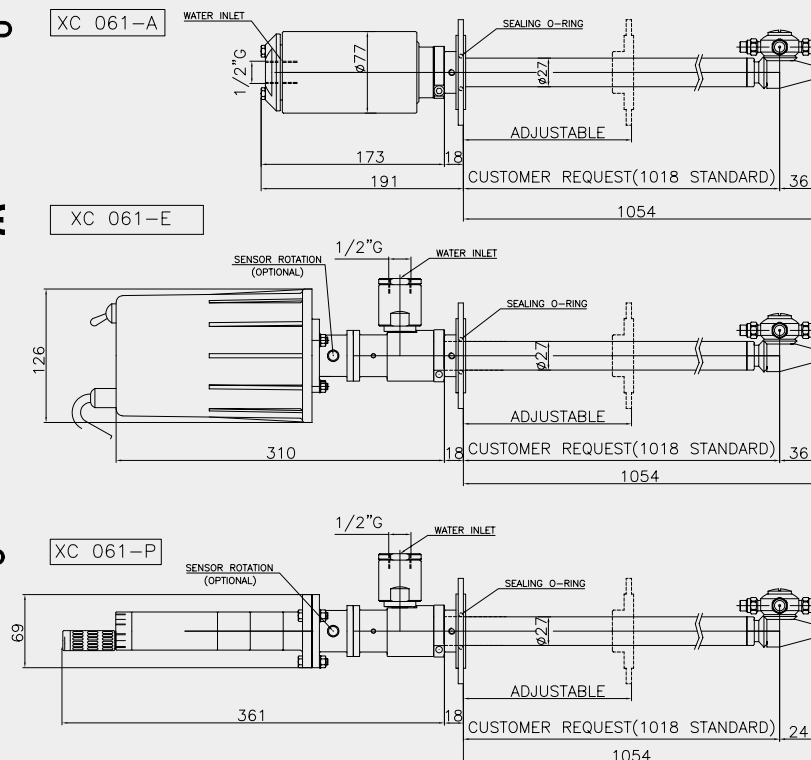 XC 061-A
WATER INLET
SEALING O-RING
1/2"G
ø77
ø27
ADJUSTABLE
173
18
191
CUSTOMER REQUEST(1018 STANDARD)
36
1054
XC 061-E
1/2"G
WATER INLET
SENSOR ROTATION
(OPTIONAL)
SEALING O-RING
126
ø27
ADJUSTABLE
310
18
CUSTOMER REQUEST(1018 STANDARD)
36
1054
XC 061-P
1/2"G
WATER INLET
SENSOR ROTATION
(OPTIONAL)
SEALING O-RING
69
ø27
ADJUSTABLE
361
18
CUSTOMER REQUEST(1018 STANDARD)
24
1054